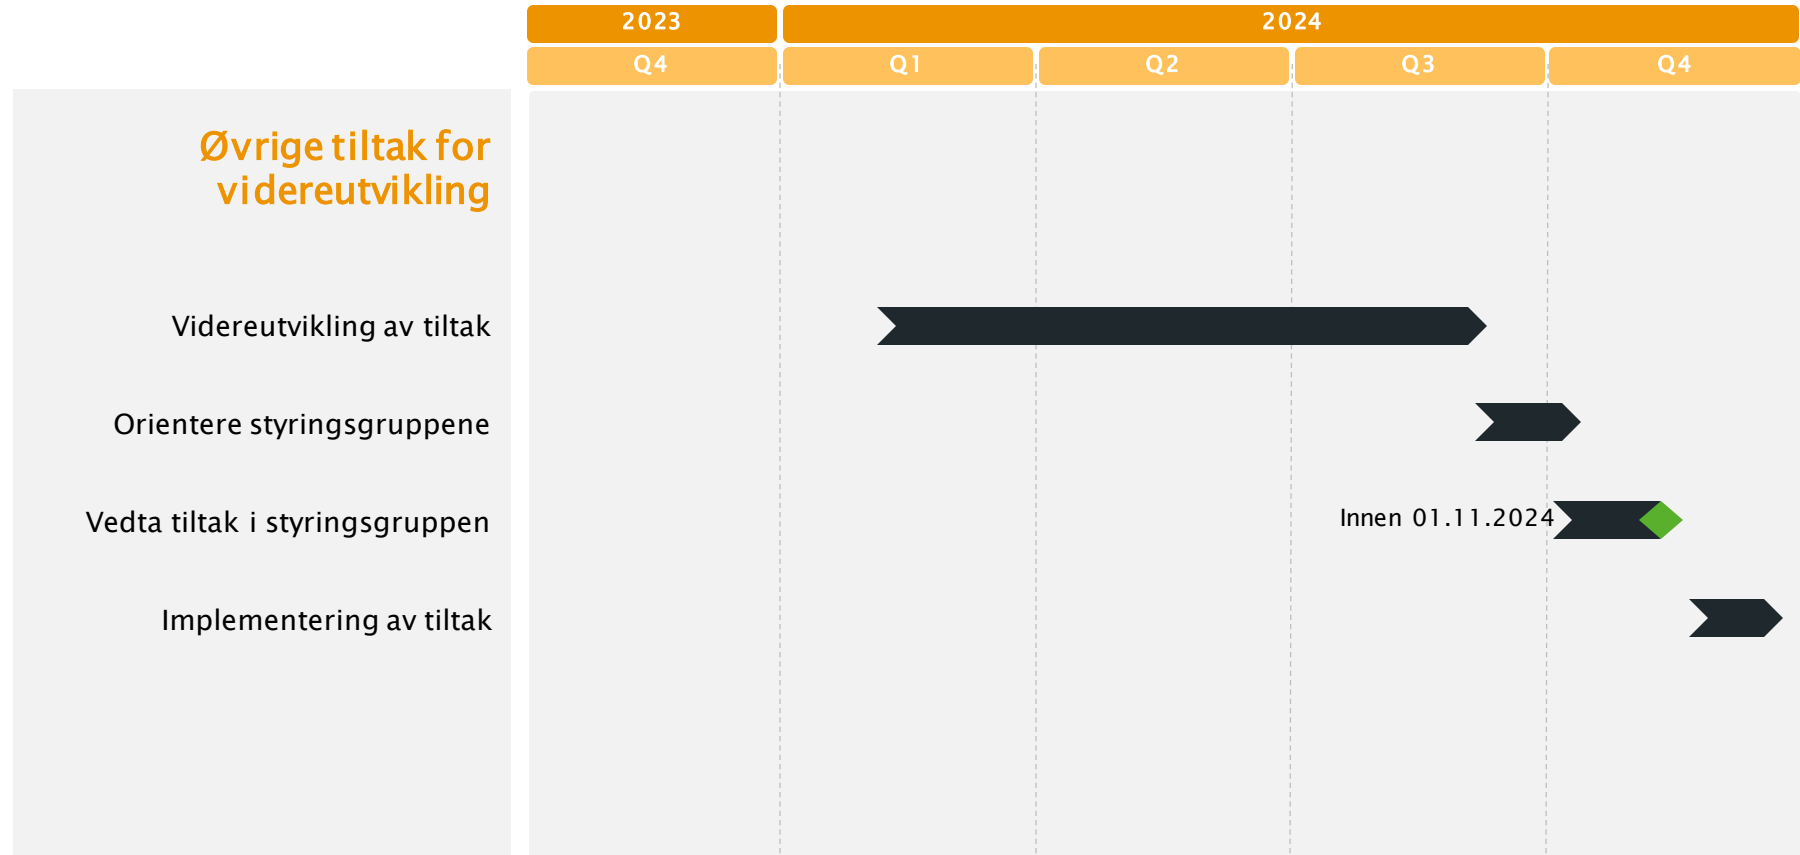 2023
2024
Q4
Q1
Q2
Q3
Q4
Øvrige tiltak for
videreutvikling
Videreutvikling av tiltak
Orientere styringsgruppene
Vedta tiltak i styringsgruppen
Innen 01.11.2024
Implementering av tiltak